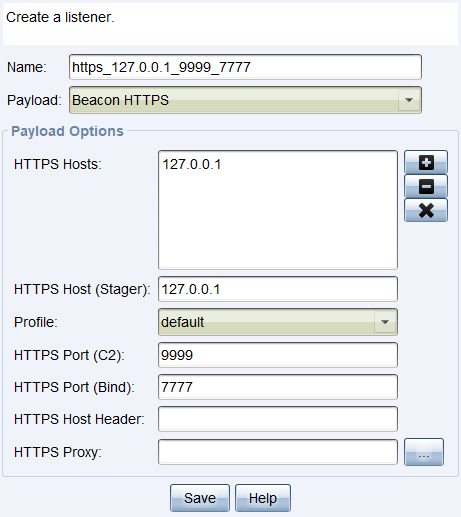 Create a listener.
Name: https_127.0.0.1_9999_7777
Payload: Beacon HTTPS
Payload Options
HTTPS Hosts: 127.0.0.1
HTTPS Host (Stager): 127.0.0.1
Profile: default
HTTPS Port (C2): 9999
HTTPS Port (Bind): 7777
HTTPS Host Header:
HTTPS Proxy: ...
Save Help